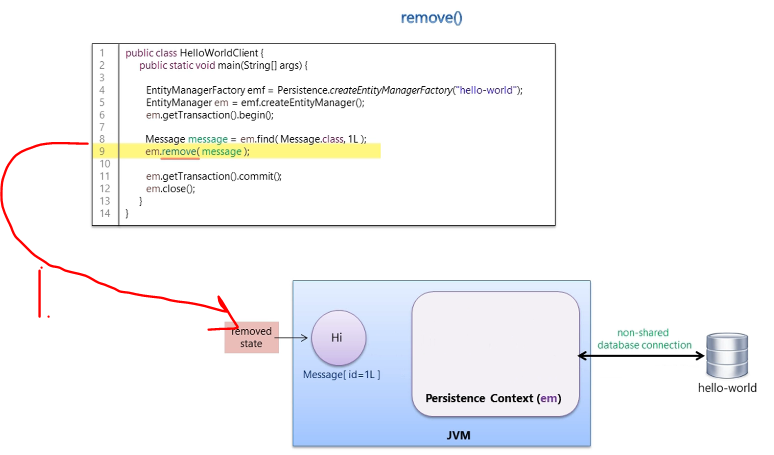 remove()
1 public class HelloWorldClient {
2 public static void main(String[] args) {
3
4 EntityManagerFactory emf = Persistence.createEntityManagerFactory("hello-world");
5 EntityManager em = emf.createEntityManager();
6 em.getTransaction().begin();
7
8 Message message = em.find( Message.class, 1L );
9 em.remove( message );
10
11 em.getTransaction().commit();
12 em.close();
13 }
14 }
removed
state
Hi
Message[ id=1L ]
Persistence Context (em)
JVM
non-shared
database connection
hello-world